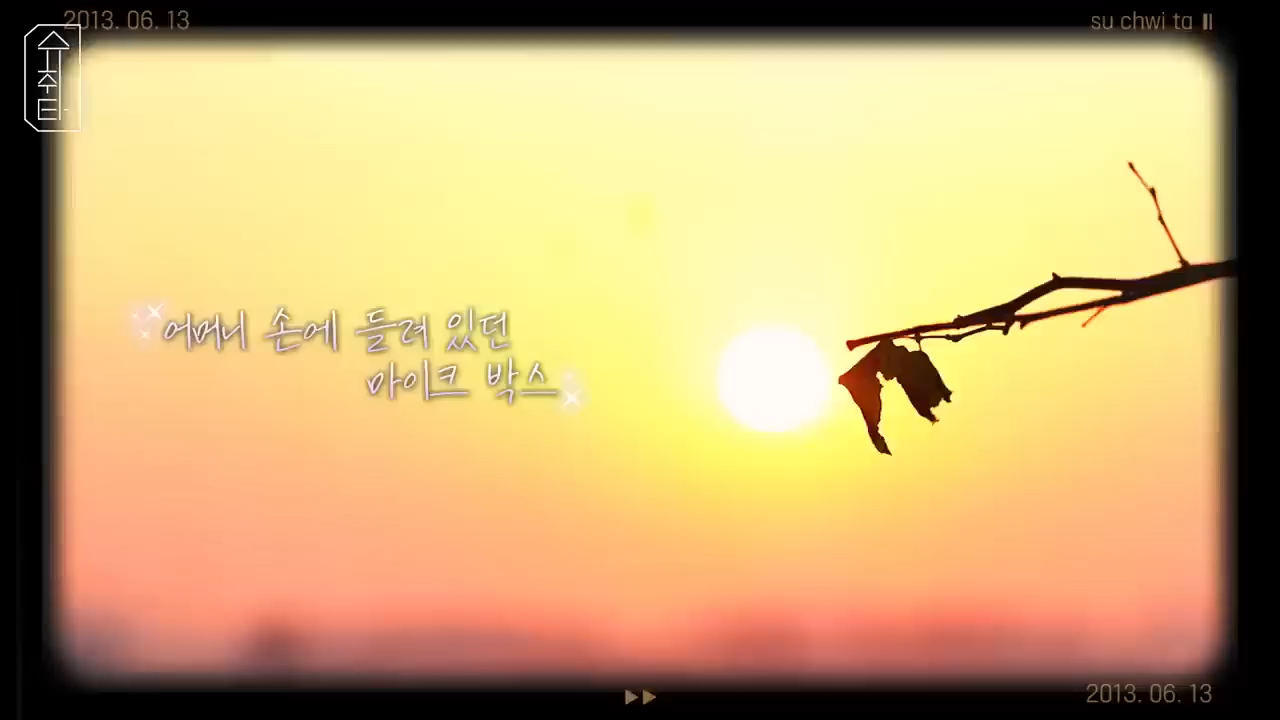 2013. 06. 13
su chwi ta
슈취타
어머니 손에 들려 있던
마이크 박스
2013. 06. 13